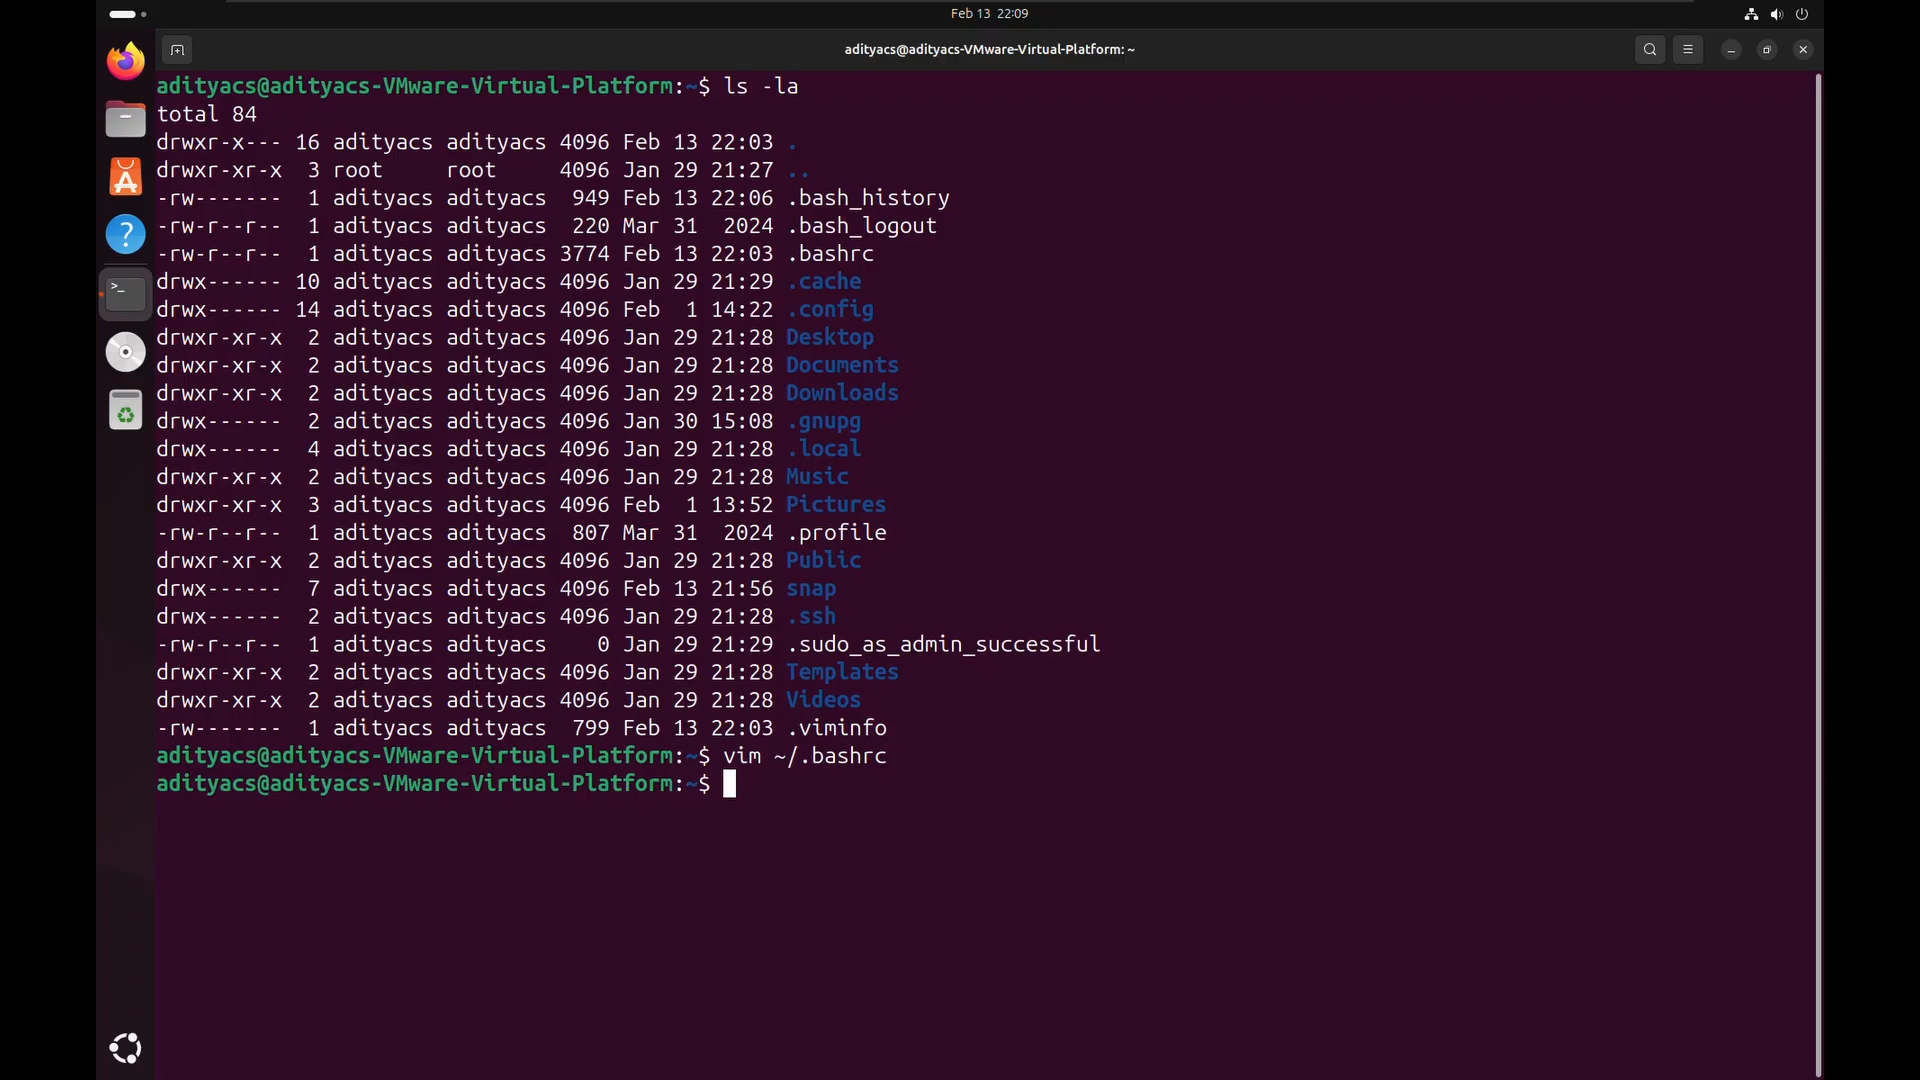 Feb 13 22:09
adityacs@adityacs-VMware-Virtual-Platform: ~
adityacs@adityacs-VMware-Virtual-Platform:~$ ls -la
total 84
drwxr-x--- 16 adityacs adityacs 4096 Feb 13 22:03 .
drwxr-xr-x  3 root     root     4096 Jan 29 21:27 ..
-rw-------  1 adityacs adityacs  949 Feb 13 22:06 .bash_history
-rw-r--r--  1 adityacs adityacs  220 Mar 31  2024 .bash_logout
-rw-r--r--  1 adityacs adityacs 3774 Feb 13 22:03 .bashrc
drwx------ 10 adityacs adityacs 4096 Jan 29 21:29 .cache
drwx------ 14 adityacs adityacs 4096 Feb  1 14:22 .config
drwxr-xr-x  2 adityacs adityacs 4096 Jan 29 21:28 Desktop
drwxr-xr-x  2 adityacs adityacs 4096 Jan 29 21:28 Documents
drwxr-xr-x  2 adityacs adityacs 4096 Jan 29 21:28 Downloads
drwx------  2 adityacs adityacs 4096 Jan 30 15:08 .gnupg
drwx------  4 adityacs adityacs 4096 Jan 29 21:28 .local
drwxr-xr-x  2 adityacs adityacs 4096 Jan 29 21:28 Music
drwxr-xr-x  3 adityacs adityacs 4096 Feb  1 13:52 Pictures
-rw-r--r--  1 adityacs adityacs  807 Mar 31  2024 .profile
drwxr-xr-x  2 adityacs adityacs 4096 Jan 29 21:28 Public
drwx------  7 adityacs adityacs 4096 Feb 13 21:56 snap
drwx------  2 adityacs adityacs 4096 Jan 29 21:28 .ssh
-rw-r--r--  1 adityacs adityacs    0 Jan 29 21:29 .sudo_as_admin_successful
drwxr-xr-x  2 adityacs adityacs 4096 Jan 29 21:28 Templates
drwxr-xr-x  2 adityacs adityacs 4096 Jan 29 21:28 Videos
-rw-------  1 adityacs adityacs  799 Feb 13 22:03 .viminfo
adityacs@adityacs-VMware-Virtual-Platform:~$ vim ~/.bashrc
adityacs@adityacs-VMware-Virtual-Platform:~$